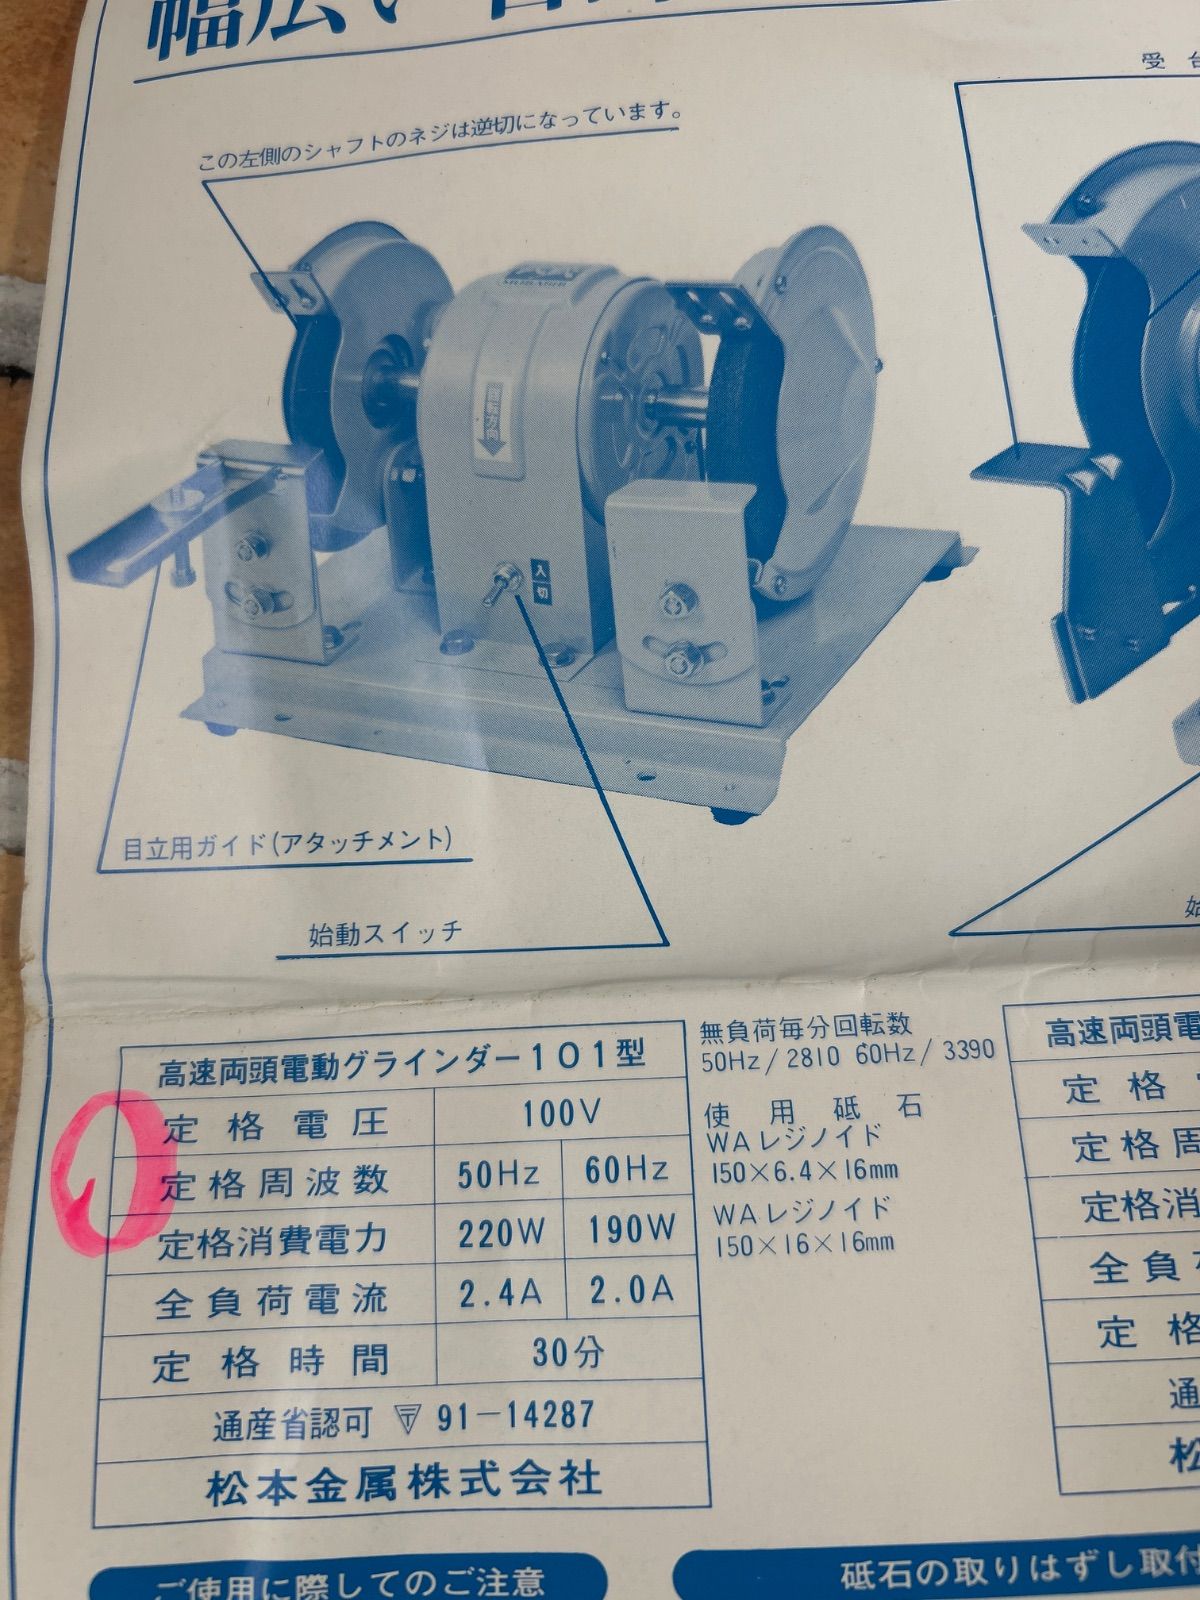 幅広い
受台
この左側のシャフトのネジは逆切になっています。
回転方向
入
切
目立用ガイド(アタッチメント)
始動スイッチ
始
高速両頭電動グラインダー101型
定格電圧 100V
定格周波数 50Hz 60Hz
定格消費電力 220W 190W
全負荷電流 2.4A 2.0A
定格時間 30分
通産省認可 〒 91-14287
松本金属株式会社
無負荷毎分回転数
50Hz/2810 60Hz/3390
使用砥石
WAレジノイド
150×6.4×16mm
WAレジノイド
150×16×16mm
高速両頭電
定格
定格周
定格消
全負
定格
通
松
ご使用に際してのご注意
砥石の取りはずし取付